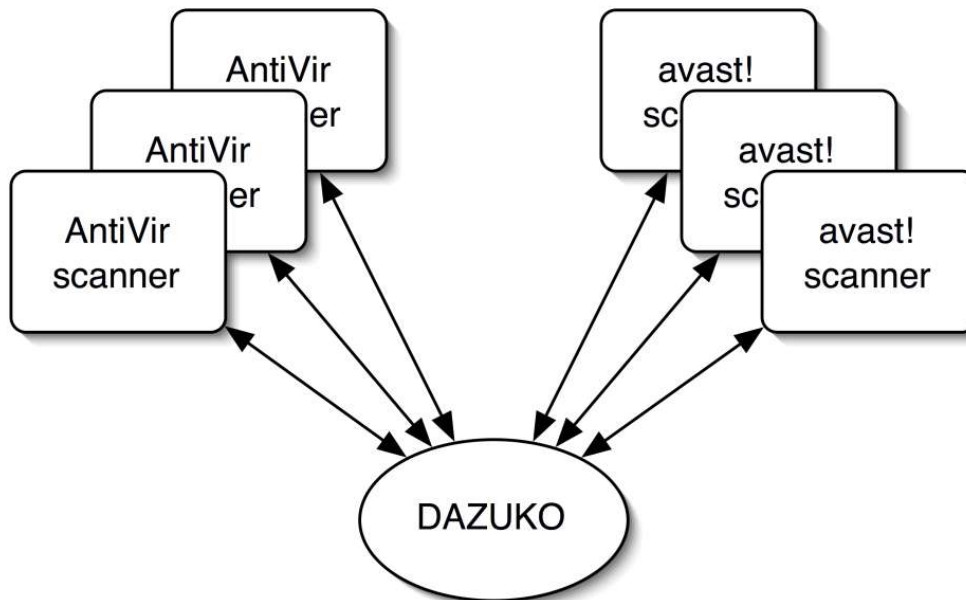 AntiVir
er
AntiVir
er
AntiVir
scanner
avast!
sc
avast!
sc
avast!
scanner
DAZUKO